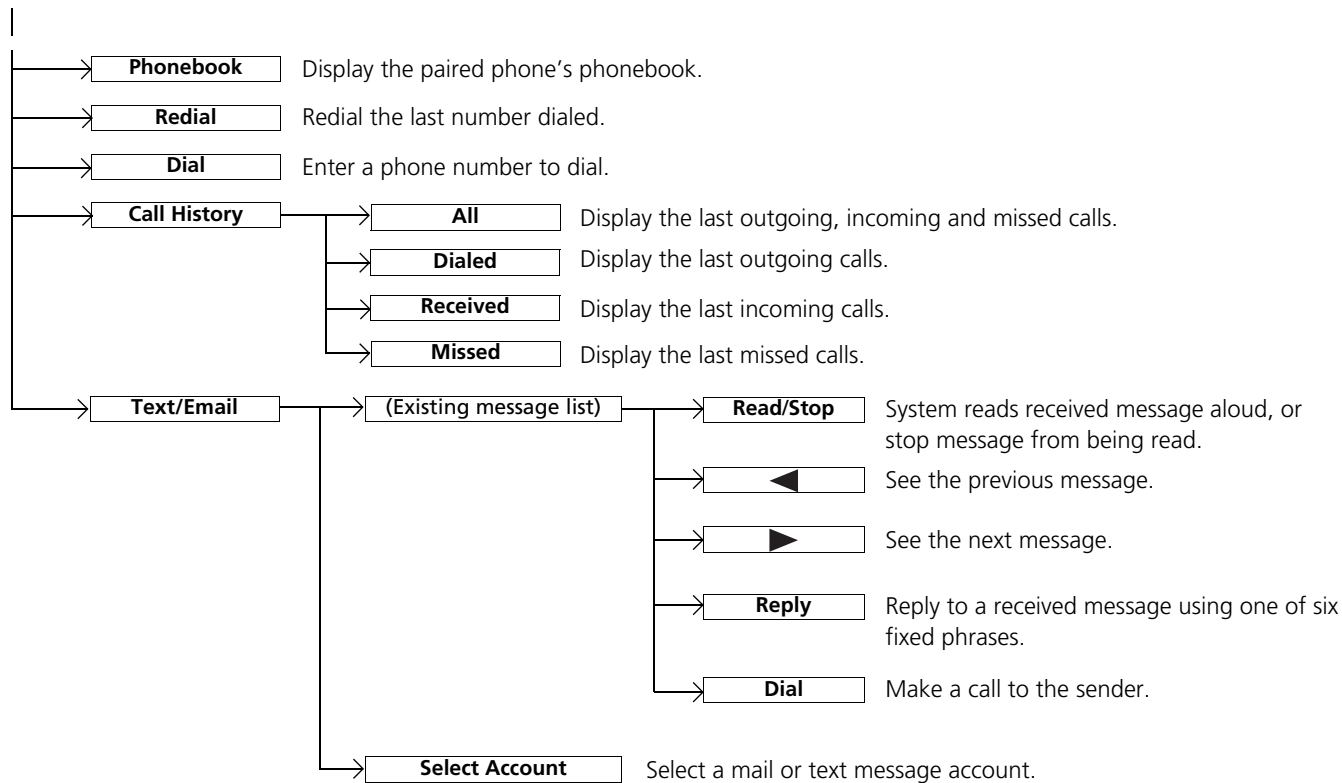 Phonebook Display the paired phone’s phonebook.
Redial Redial the last number dialed.
Dial Enter a phone number to dial.
Call History All Display the last outgoing, incoming and missed calls.
Dialed Display the last outgoing calls.
Received Display the last incoming calls.
Missed Display the last missed calls.
Text/Email (Existing message list) Read/Stop System reads received message aloud, or
stop message from being read.
◀ See the previous message.
▶ See the next message.
Reply Reply to a received message using one of six
fixed phrases.
Dial Make a call to the sender.
Select Account Select a mail or text message account.